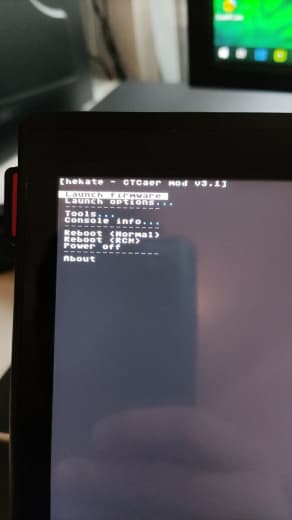 [hekate - CTCaer mod v3.1]
Launch firmware
Launch options...
----------------
Tools...
Console info...
----------------
Reboot (Normal)
Reboot (RCM)
Power off
----------------
About